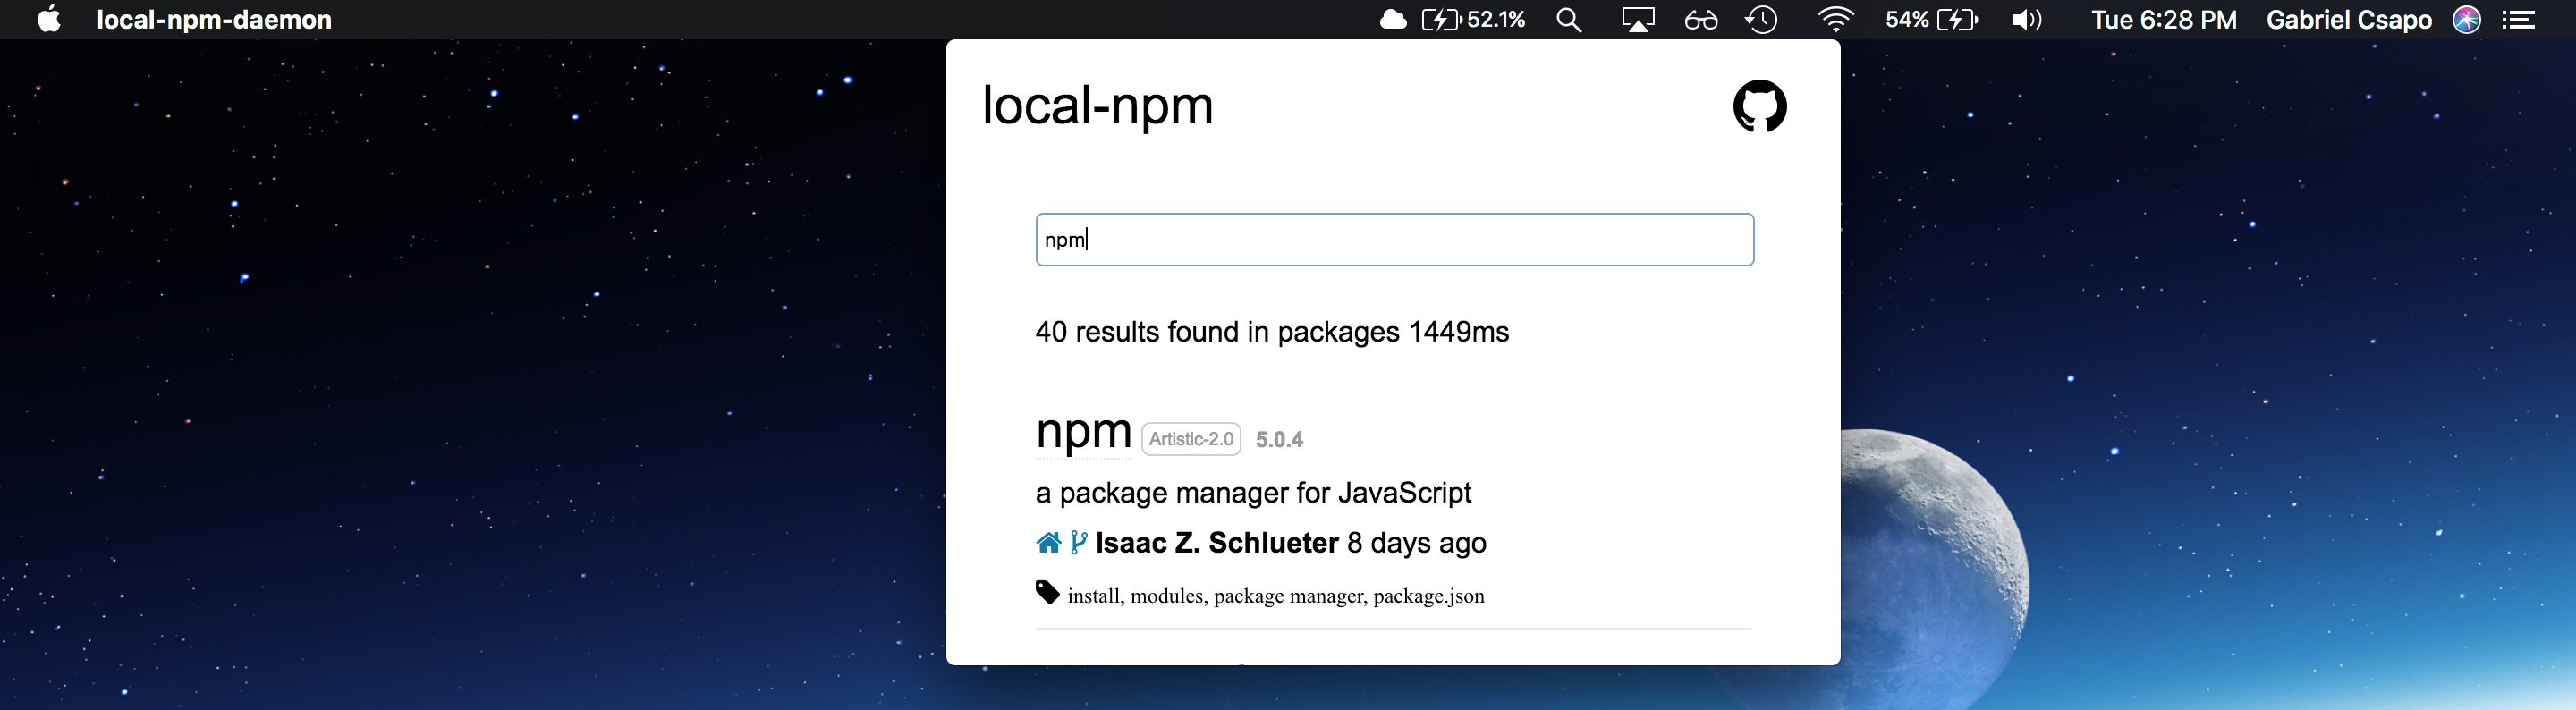 local-npm-daemon 52.1% 54% Tue 6:28 PM Gabriel Csapo
local-npm
npm
40 results found in packages 1449ms
npm Artistic-2.0 5.0.4
a package manager for JavaScript
Isaac Z. Schlueter 8 days ago
install, modules, package manager, package.json